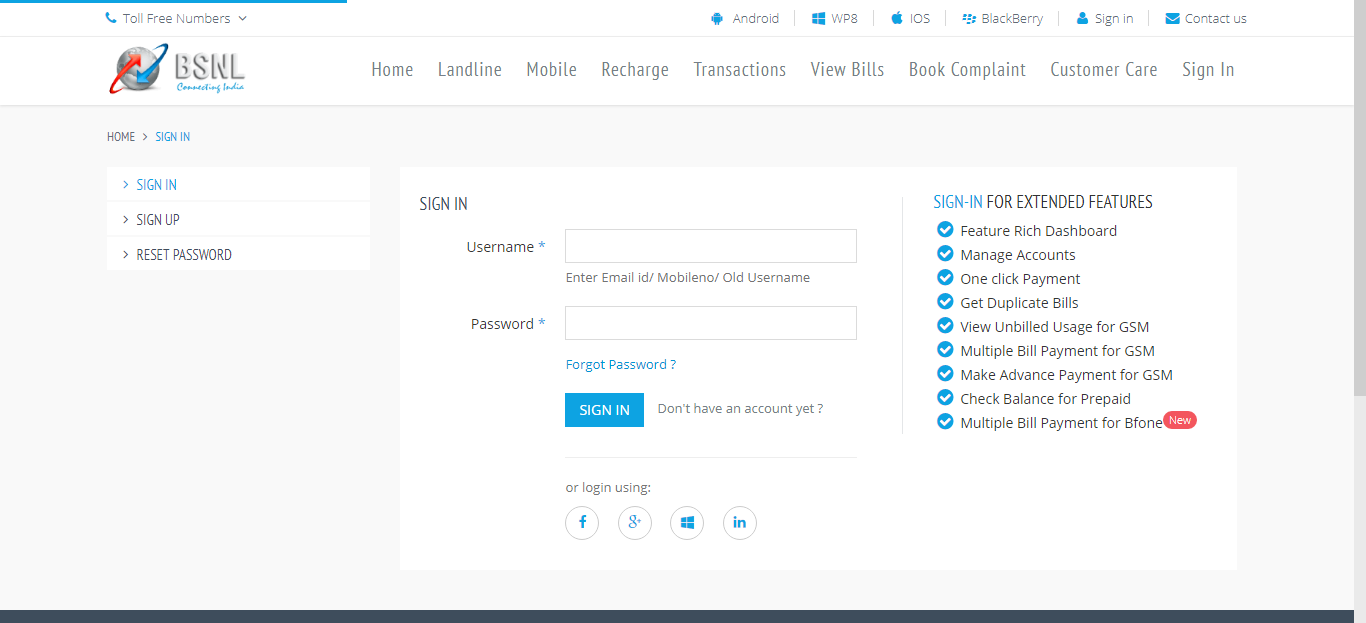 Toll Free Numbers
Android WP8 IOS BlackBerry Sign in Contact us
BSNL
Connecting India
Home Landline Mobile Recharge Transactions View Bills Book Complaint Customer Care Sign In
HOME > SIGN IN
> SIGN IN
> SIGN UP
> RESET PASSWORD
SIGN IN
Username *
Enter Email id/ Mobileno/ Old Username
Password *
Forgot Password ?
SIGN IN Don't have an account yet ?
or login using:
f g+ in
SIGN-IN FOR EXTENDED FEATURES
Feature Rich Dashboard
Manage Accounts
One click Payment
Get Duplicate Bills
View Unbilled Usage for GSM
Multiple Bill Payment for GSM
Make Advance Payment for GSM
Check Balance for Prepaid
Multiple Bill Payment for Bfone New